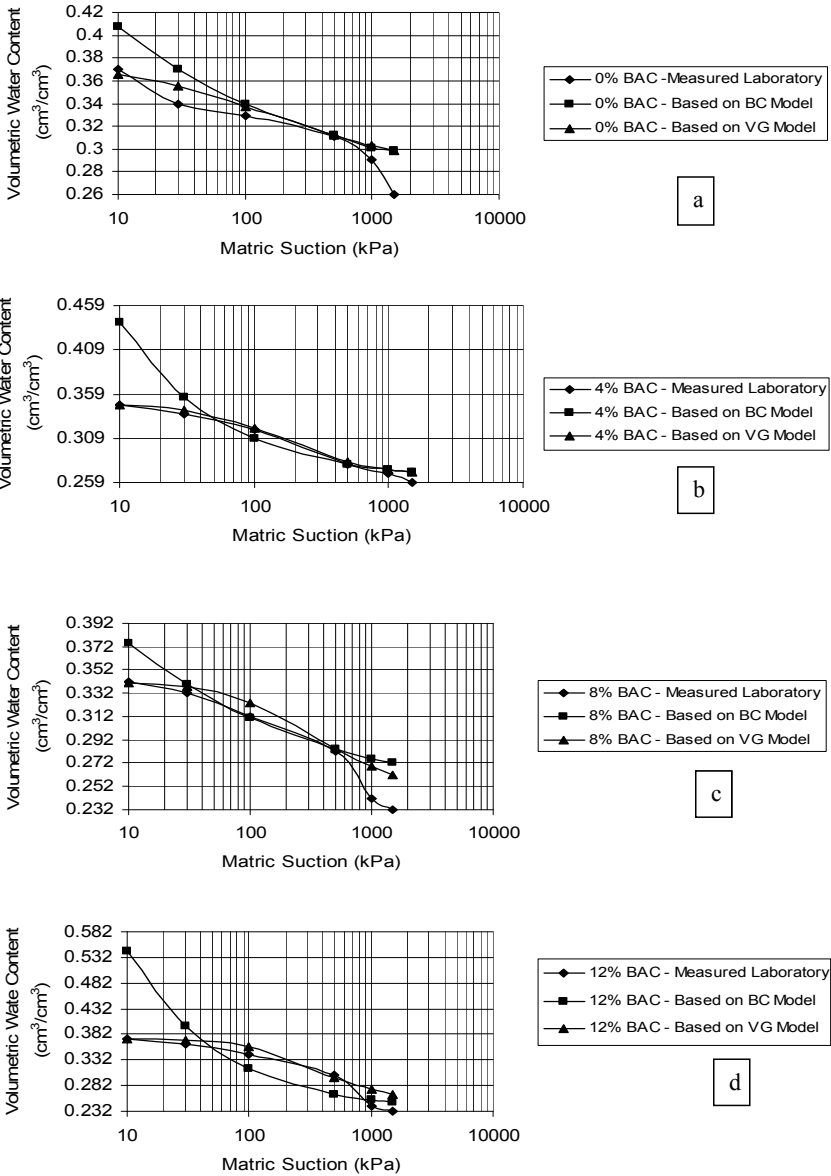 Volumetric Water Content
(cm³/cm³)
0.42
0.4
0.38
0.36
0.34
0.32
0.3
0.28
0.26
10
100
1000
10000
Matric Suction (kPa)
0% BAC -Measured Laboratory
0% BAC - Based on BC Model
0% BAC - Based on VG Model
a
Volumetric Water Content
(cm³/cm³)
0.459
0.409
0.359
0.309
0.259
10
100
1000
10000
Matric Suction (kPa)
4% BAC - Measured Laboratory
4% BAC - Based on BC Model
4% BAC - Based on VG Model
b
Volumetric Water Content
(cm³/cm³)
0.392
0.372
0.352
0.332
0.312
0.292
0.272
0.252
0.232
10
100
1000
10000
Matric Suction (kPa)
8% BAC - Measured Laboratory
8% BAC - Based on BC Model
8% BAC - Based on VG Model
c
Volumetric Wate Content
(cm³/cm³)
0.582
0.532
0.482
0.432
0.382
0.332
0.282
0.232
10
100
1000
10000
Matric Suction (kPa)
12% BAC - Measured Laboratory
12% BAC - Based on BC Model
12% BAC - Based on VG Model
d